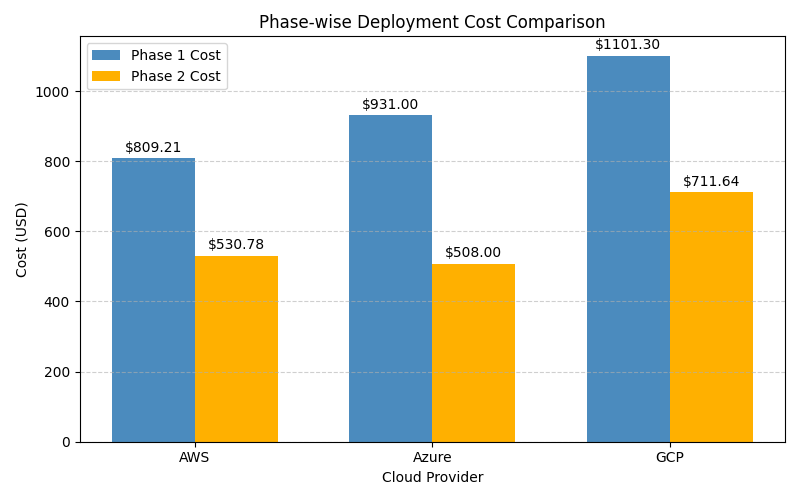 Phase-wise Deployment Cost Comparison
Phase 1 Cost
Phase 2 Cost
$1101.30
$931.00
$809.21
$711.64
$530.78
$508.00
1000
800
600
400
200
0
Cost (USD)
AWS
Azure
GCP
Cloud Provider